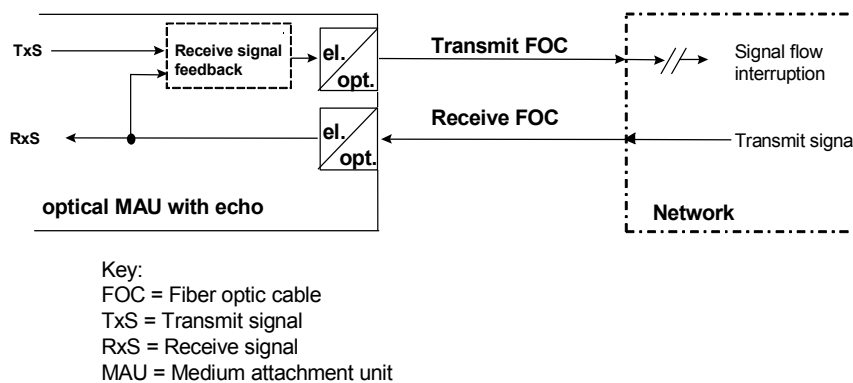 TxS
Receive signal
feedback
el.
opt.
Transmit FOC
Signal flow
interruption
RxS
el.
opt.
Receive FOC
Transmit signa
optical MAU with echo
Network
Key:
FOC = Fiber optic cable
TxS = Transmit signal
RxS = Receive signal
MAU = Medium attachment unit